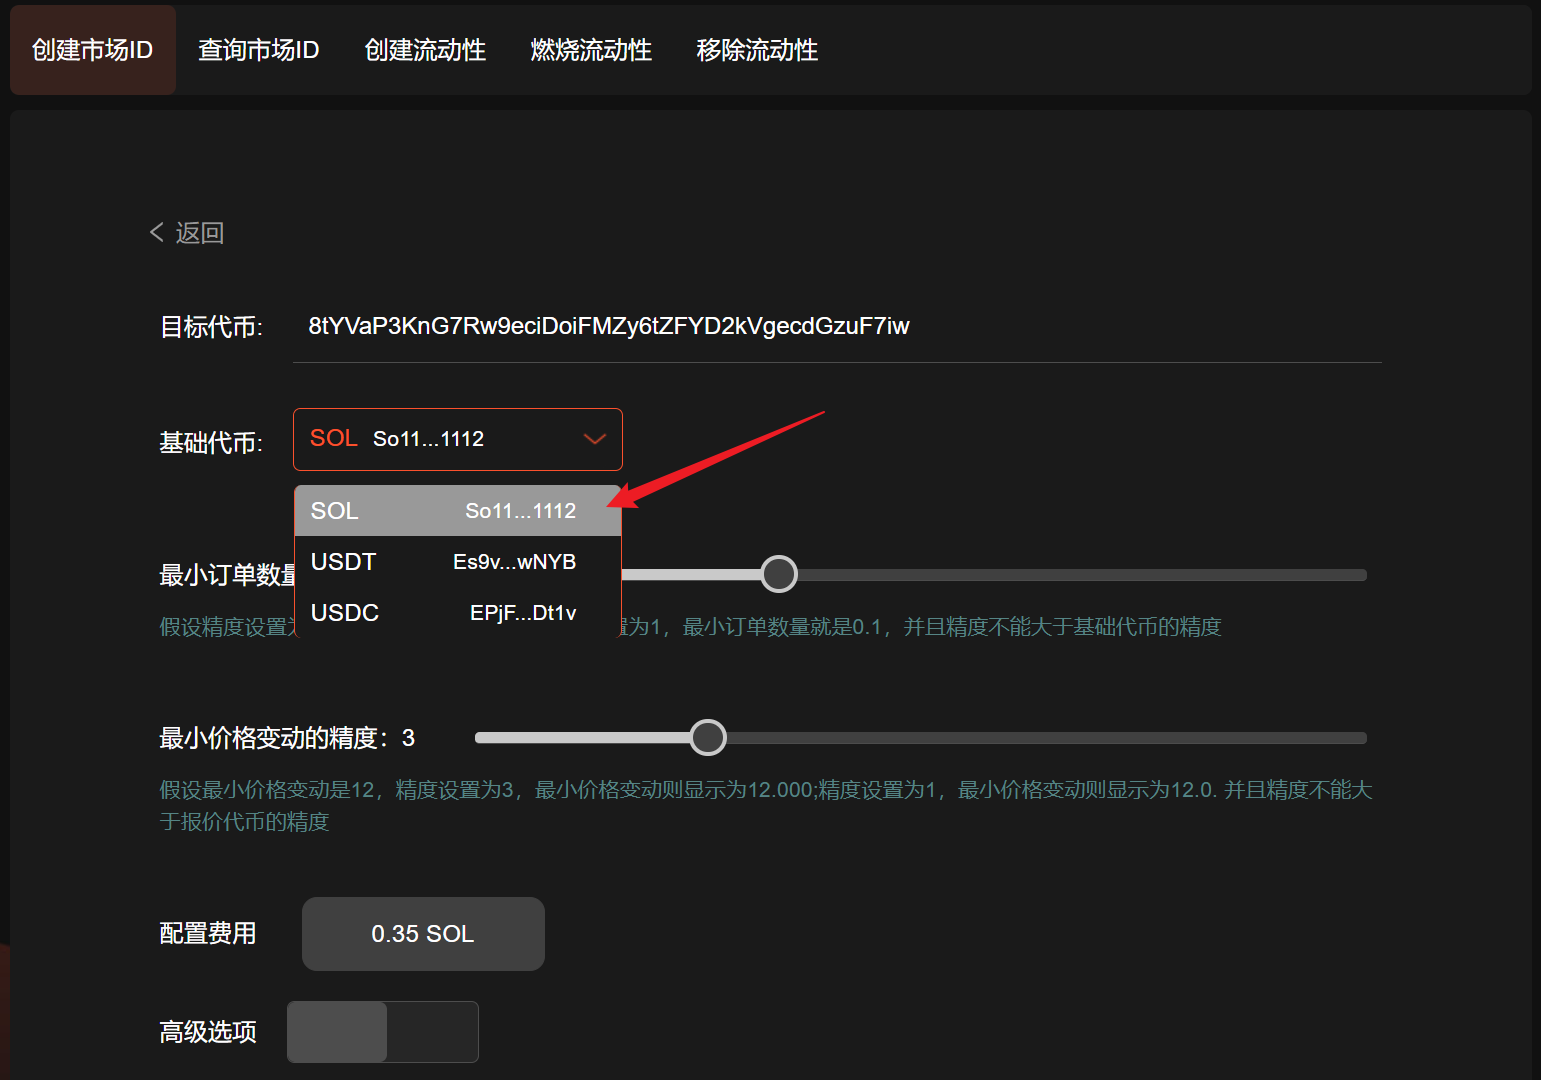 创建市场ID 查询市场ID 创建流动性 燃烧流动性 移除流动性
返回
目标代币: 8tYVaP3KnG7Rw9eciDoiFMZy6tZFYD2kVgecdGzuF7iw
基础代币: SOL So11...1112
SOL So11...1112
USDT Es9v...wNYB
USDC EPjF...Dt1v
最小订单数量
假设精度设置为 置为1，最小订单数量就是0.1，并且精度不能大于基础代币的精度
最小价格变动的精度：3
假设最小价格变动是12，精度设置为3，最小价格变动则显示为12.000;精度设置为1，最小价格变动则显示为12.0. 并且精度不能大
于报价代币的精度
配置费用 0.35 SOL
高级选项